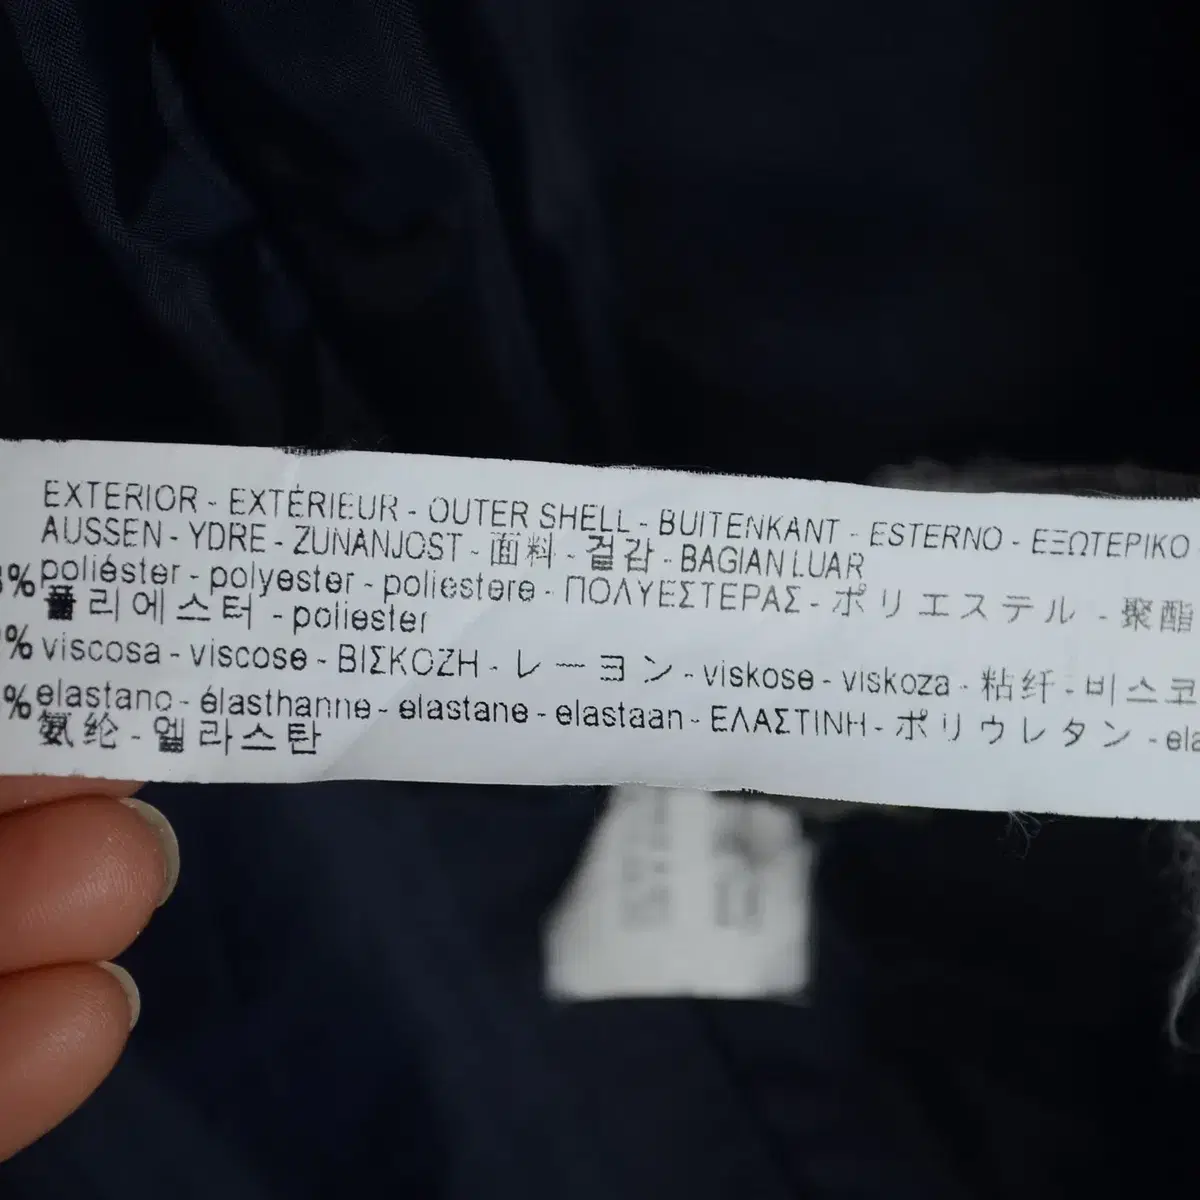 EXTERIOR - EXTÉRIEUR - OUTER SHELL - BUITENKANT - ESTERNO - ΕΞΩΤΕΡΙΚΟ
AUSSEN - YDRE - ZUNANJOST - 面料 - 겉감 - BAGIAN LUAR
% poliéster - polyester - poliestere - ΠΟΛΥΕΣΤΕΡΑΣ - ポリエステル - 聚酯
폴리에스터 - poliester
% viscosa - viscose - ΒΙΣΚΟΖΗ - レーヨン - viskose - viskoza - 粘纤 - 비스코
% elastano - élasthanne - elastane - elastaan - ΕΛΑΣΤΙΝΗ - ポリウレタン - ela
氨纶 - 엘라스탄